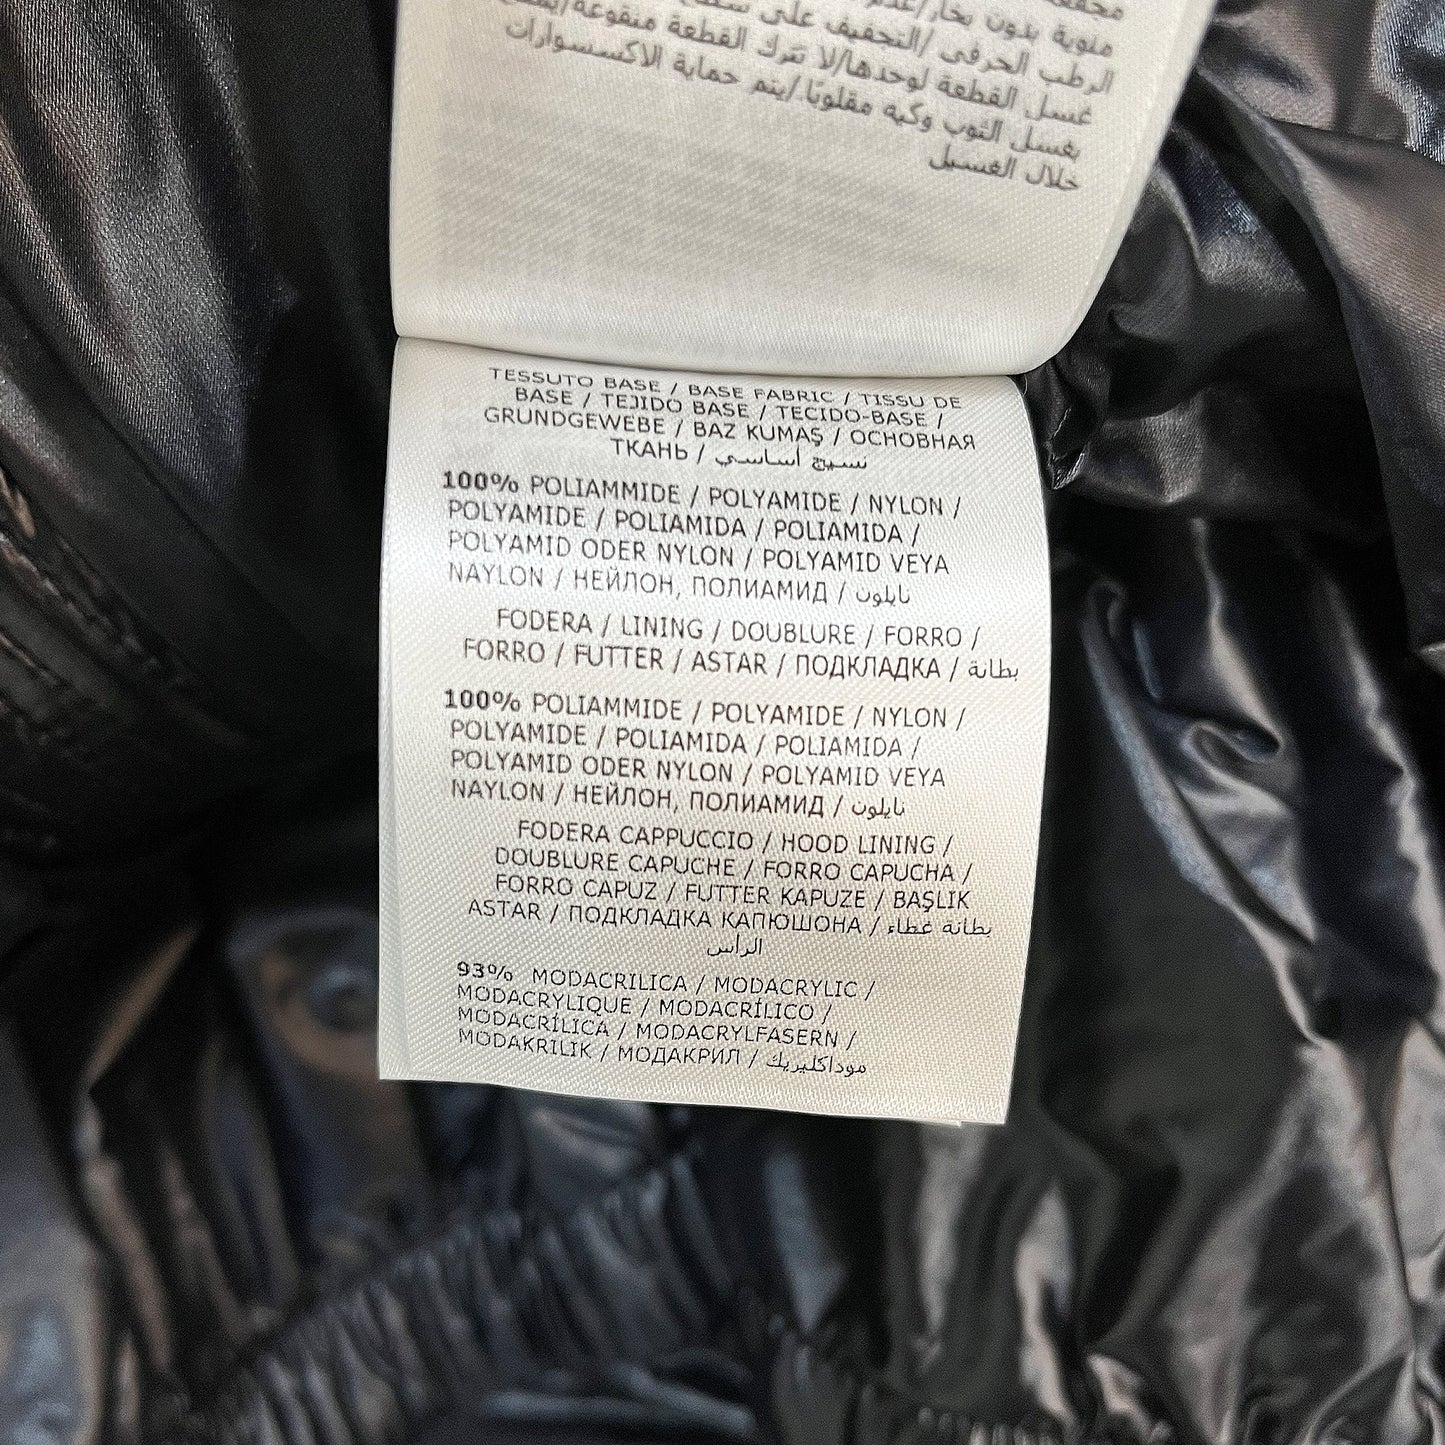 منوية بدون بخار/عدم
الرطب الحرفى /التجفيف على
غسل القطعة لوحدها/لا تترك القطعة منقوعة/
يغسل الثوب وكيه مقلوبًا/يتم حماية الاكسسوارات
خلال الغسيل
TESSUTO BASE / BASE FABRIC / TISSU DE
BASE / TEJIDO BASE / TECIDO-BASE /
GRUNDGEWEBE / BAZ KUMAŞ / ОСНОВНАЯ
ТКАНЬ / نسيج أساسي
100% POLIAMMIDE / POLYAMIDE / NYLON /
POLYAMIDE / POLIAMIDA / POLIAMIDA /
POLYAMID ODER NYLON / POLYAMID VEYA
NAYLON / НЕЙЛОН, ПОЛИАМИД / نايلون
FODERA / LINING / DOUBLURE / FORRO /
FORRO / FUTTER / ASTAR / ПОДКЛАДКА / بطانة
100% POLIAMMIDE / POLYAMIDE / NYLON /
POLYAMIDE / POLIAMIDA / POLIAMIDA /
POLYAMID ODER NYLON / POLYAMID VEYA
NAYLON / НЕЙЛОН, ПОЛИАМИД / نايلون
FODERA CAPPUCCIO / HOOD LINING /
DOUBLURE CAPUCHE / FORRO CAPUCHA /
FORRO CAPUZ / FUTTER KAPUZE / BAŞLIK
ASTAR / ПОДКЛАДКА КАПЮШОНА / بطانة غطاء
الرأس
93% MODACRILICA / MODACRYLIC /
MODACRYLIQUE / MODACRÍLICO /
MODACRÍLICA / MODACRYLFASERN /
MODAKRILIK / МОДАКРИЛ / موداكليريك